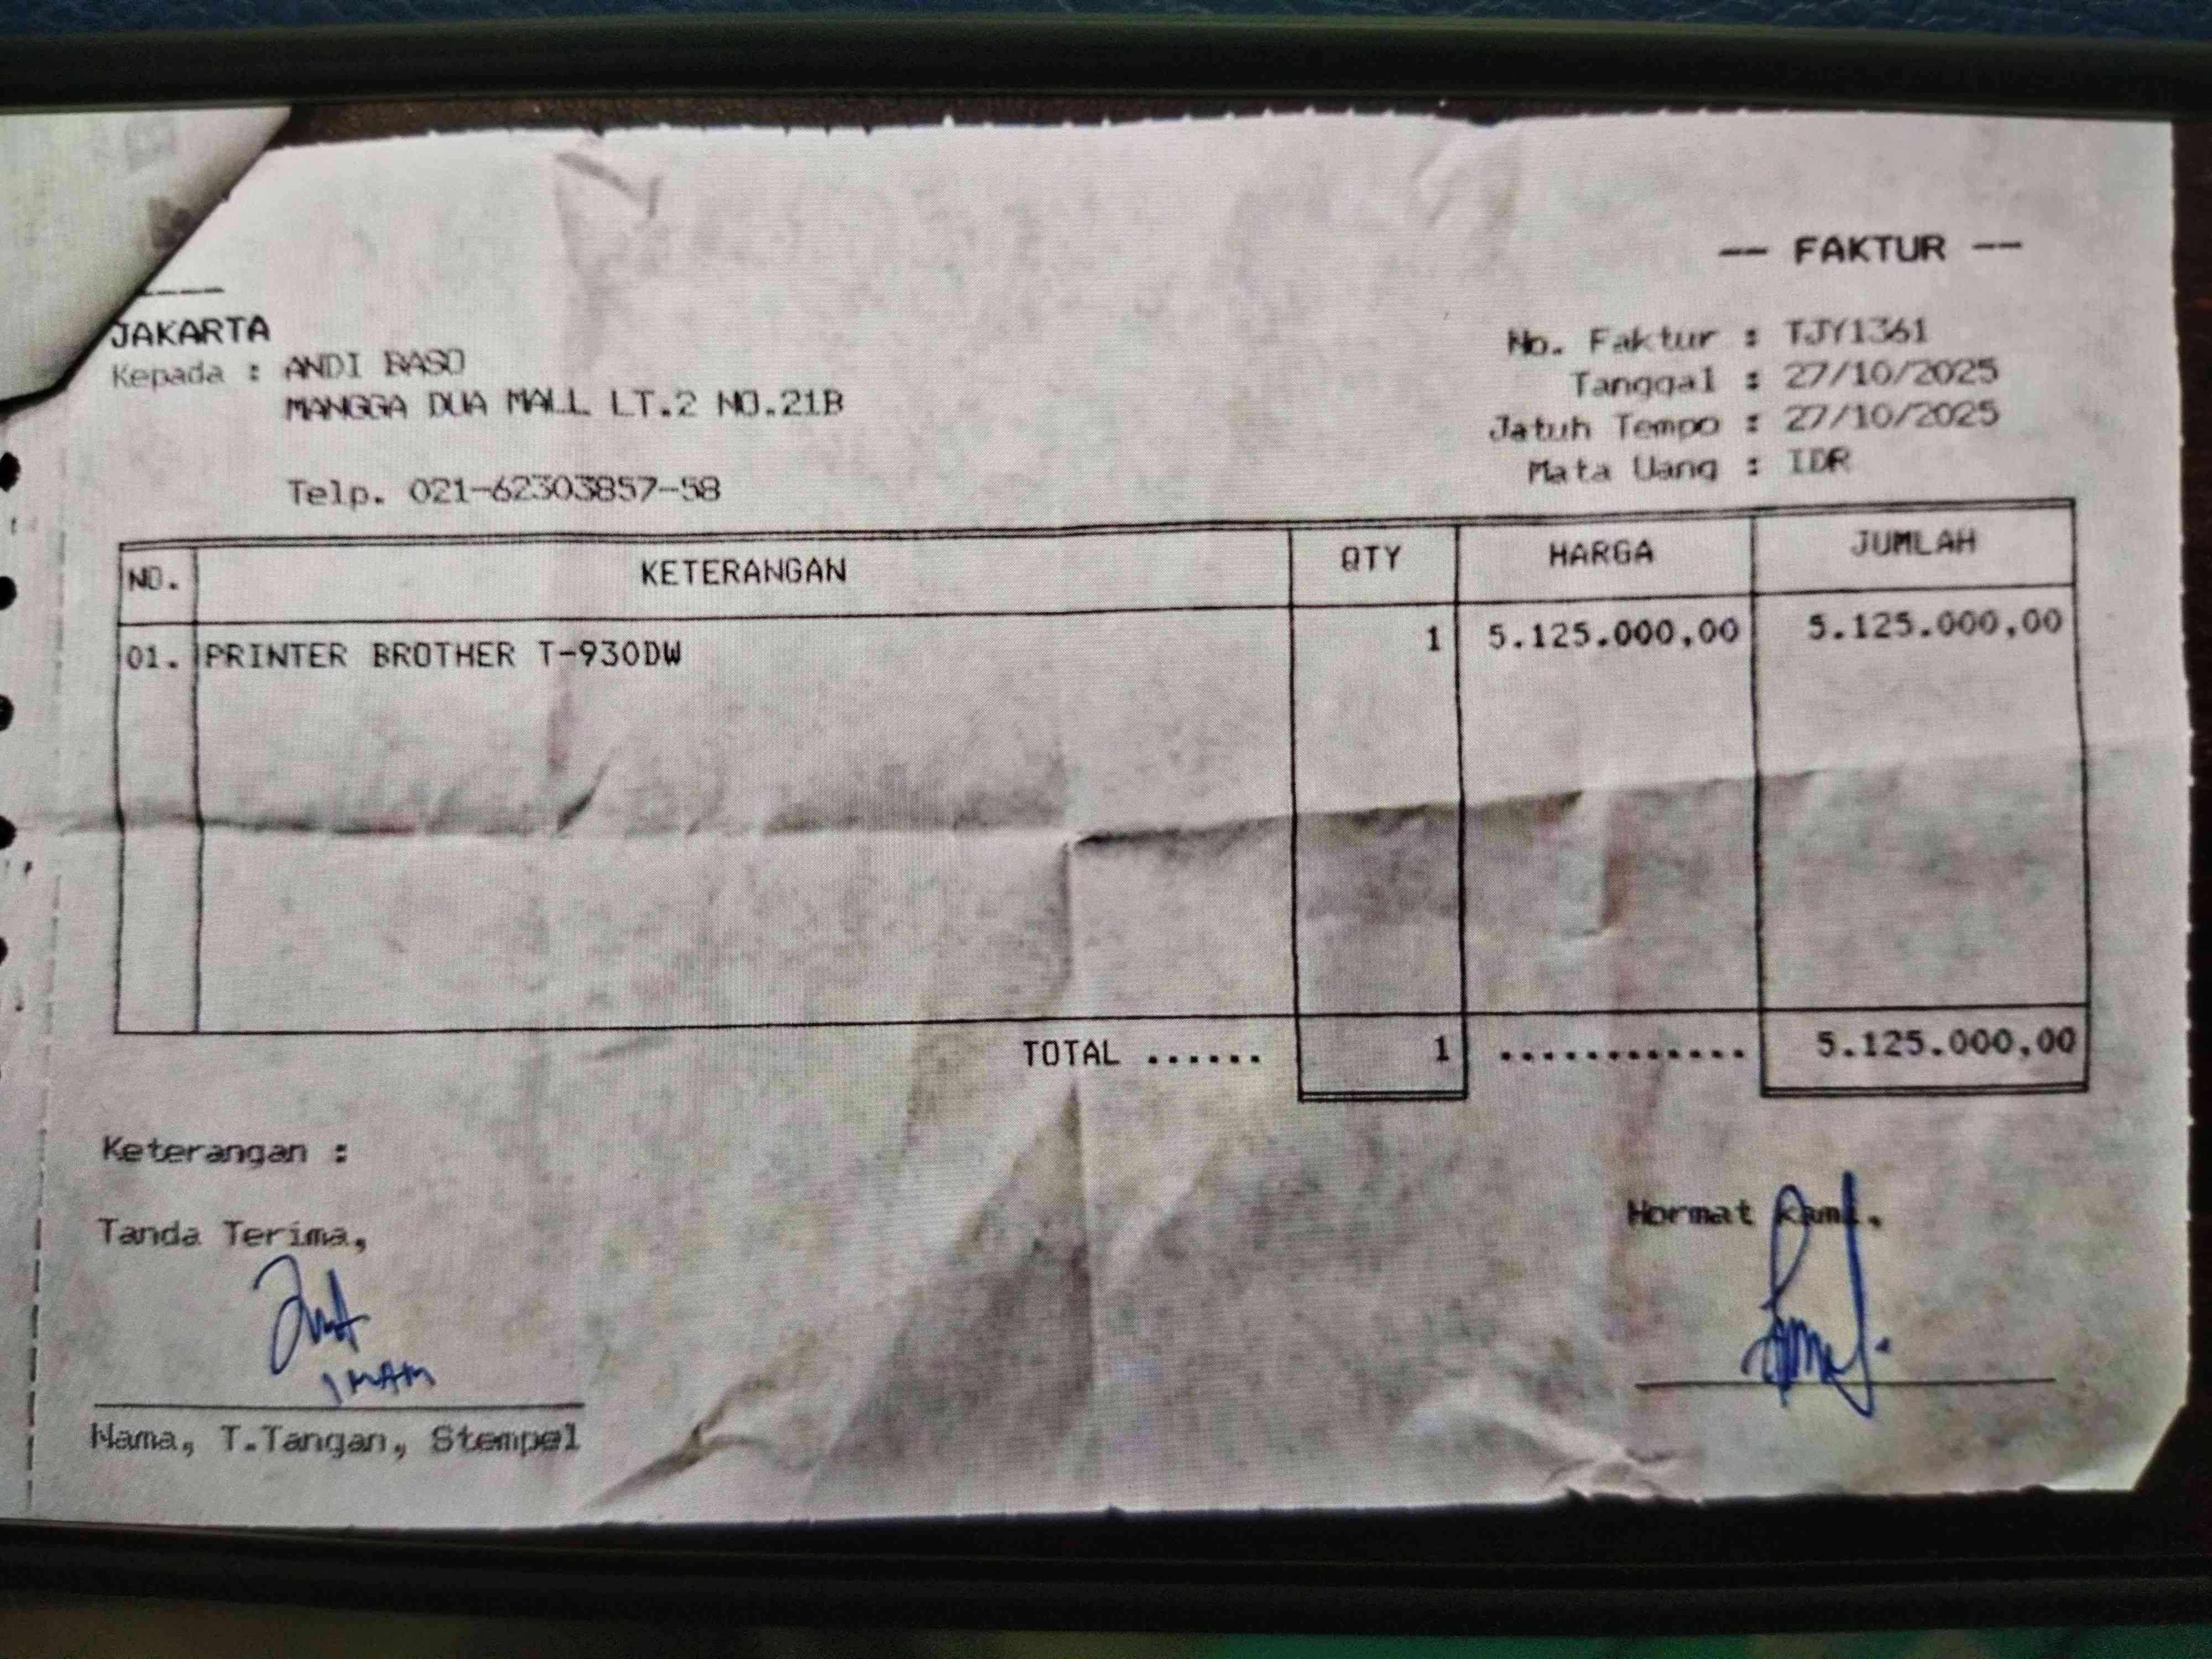 -- FAKTUR --
JAKARTA
Kepada : ANDI BASO
MANGGA DUA MALL LT.2 NO.21B
Telp. 021-62303857-58
No. Faktur : TJY1361
Tanggal : 27/10/2025
Jatuh Tempo : 27/10/2025
Mata Uang : IDR
NO. KETERANGAN QTY HARGA JUMLAH
01. PRINTER BROTHER T-930DW 1 5.125.000,00 5.125.000,00
TOTAL ...... 1 ............ 5.125.000,00
Keterangan :
Tanda Terima,
Hormat Kami,
IMAM
Nama, T.Tangan, Stempel